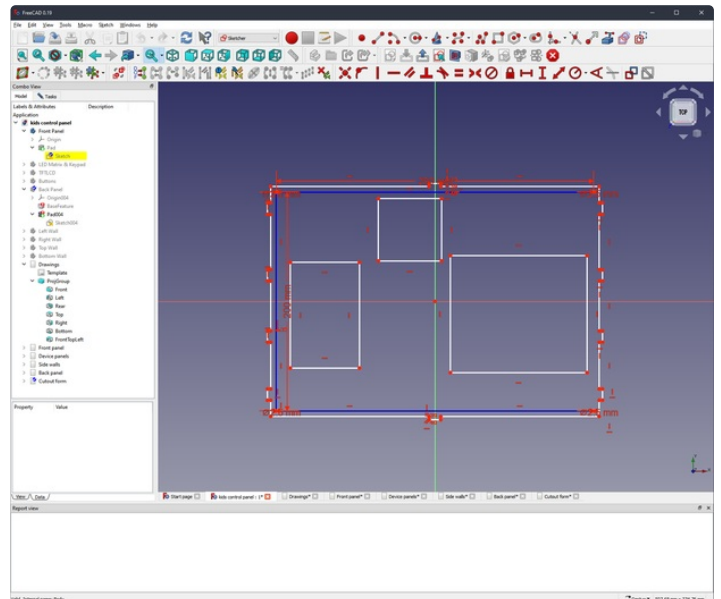 FreeCAD 0.19
File Edit View Tools Macro Sketch Windows Help
Sketcher
Combo View
Model Tasks
Labels & Attributes Description
Application
kids control panel
Front Panel
Origin
Pad
Sketch
LED Matrix & Keypad
TFTLCD
Buttons
Back Panel
Origin004
BaseFeature
Pad004
Sketch004
Left Wall
Right Wall
Top Wall
Bottom Wall
Drawings
Template
ProjGroup
Front
Left
Rear
Top
Right
Bottom
FrontTopLeft
Front panel
Device panels
Side walls
Back panel
Cutout form
TOP
Property Value
View Data
Start page kids control panel : 1* Drawings* Front panel* Device panels* Side walls* Back panel* Cutout form*
Report view